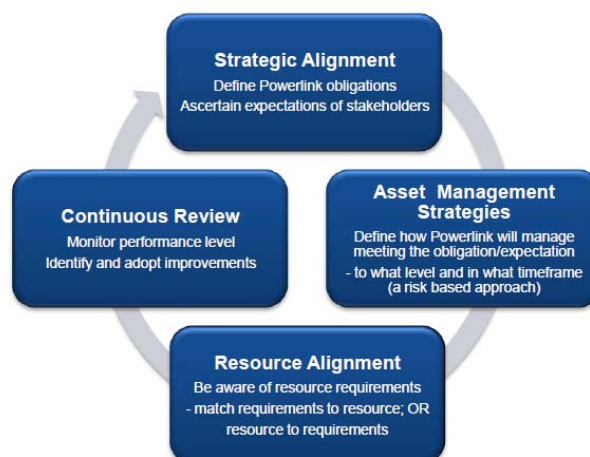 Strategic Alignment
Define Powerlink obligations
Ascertain expectations of stakeholders
Asset Management
Strategies
Define how Powerlink will manage
meeting the obligation/expectation
- to what level and in what timeframe
(a risk based approach)
Resource Alignment
Be aware of resource requirements
- match requirements to resource; OR
resource to requirements
Continuous Review
Monitor performance level
Identify and adopt improvements